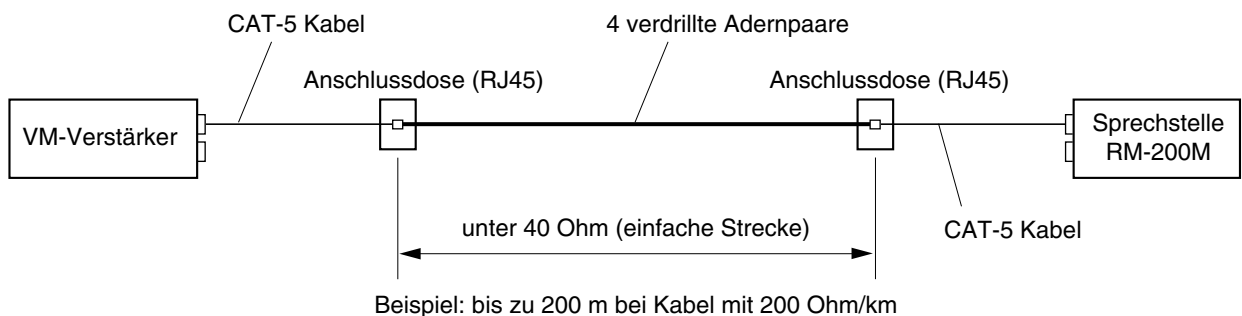 CAT-5 Kabel
4 verdrillte Adernpaare
Anschlussdose (RJ45)
Anschlussdose (RJ45)
VM-Verstärker
Sprechstelle
RM-200M
unter 40 Ohm (einfache Strecke)
CAT-5 Kabel
Beispiel: bis zu 200 m bei Kabel mit 200 Ohm/km